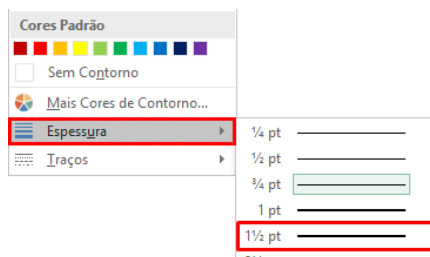 Cores Padrão
Sem Contorno
Mais Cores de Contorno...
Espessura
Traços
¼ pt
½ pt
¾ pt
1 pt
1½ pt